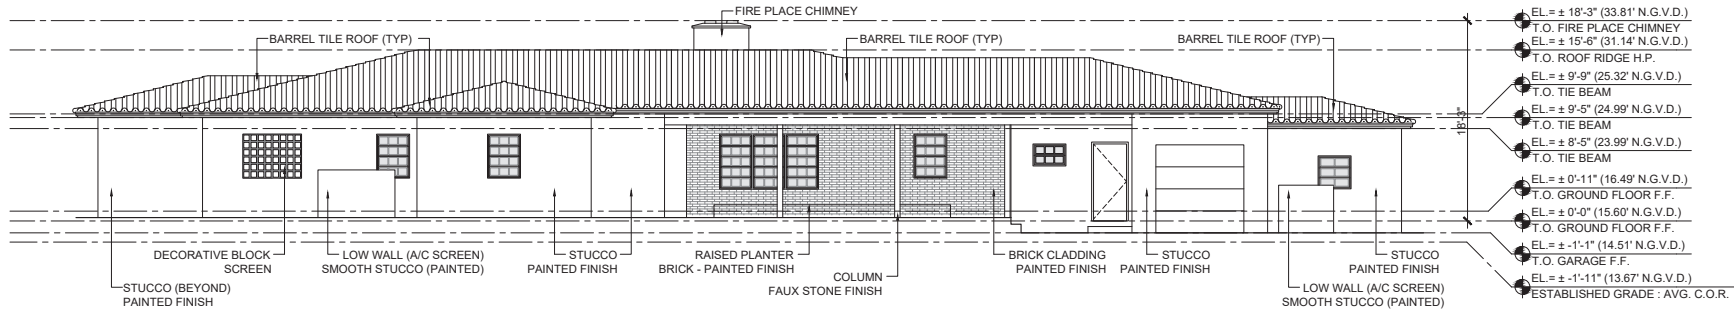 FIRE PLACE CHIMNEY
BARREL TILE ROOF (TYP)
BARREL TILE ROOF (TYP)
BARREL TILE ROOF (TYP)
EL.= ± 18'-3" (33.81' N.G.V.D.)
T.O. FIRE PLACE CHIMNEY
EL.= ± 15'-6" (31.14' N.G.V.D.)
T.O. ROOF RIDGE H.P.
EL.= ± 9'-9" (25.32' N.G.V.D.)
T.O. TIE BEAM
EL.= ± 9'-5" (24.99' N.G.V.D.)
T.O. TIE BEAM
EL.= ± 8'-5" (23.99' N.G.V.D.)
T.O. TIE BEAM
EL.= ± 0'-11" (16.49' N.G.V.D.)
T.O. GROUND FLOOR F.F.
EL.= ± 0'-0" (15.60' N.G.V.D.)
T.O. GROUND FLOOR F.F.
EL.= ± -1'-1" (14.51' N.G.V.D.)
T.O. GARAGE F.F.
EL.= ± -1'-11" (13.67' N.G.V.D.)
ESTABLISHED GRADE : AVG. C.O.R.
18'-3"
DECORATIVE BLOCK
SCREEN
LOW WALL (A/C SCREEN)
SMOOTH STUCCO (PAINTED)
STUCCO
PAINTED FINISH
RAISED PLANTER
BRICK - PAINTED FINISH
COLUMN
FAUX STONE FINISH
BRICK CLADDING
PAINTED FINISH
STUCCO
PAINTED FINISH
STUCCO
PAINTED FINISH
STUCCO (BEYOND)
PAINTED FINISH
LOW WALL (A/C SCREEN)
SMOOTH STUCCO (PAINTED)